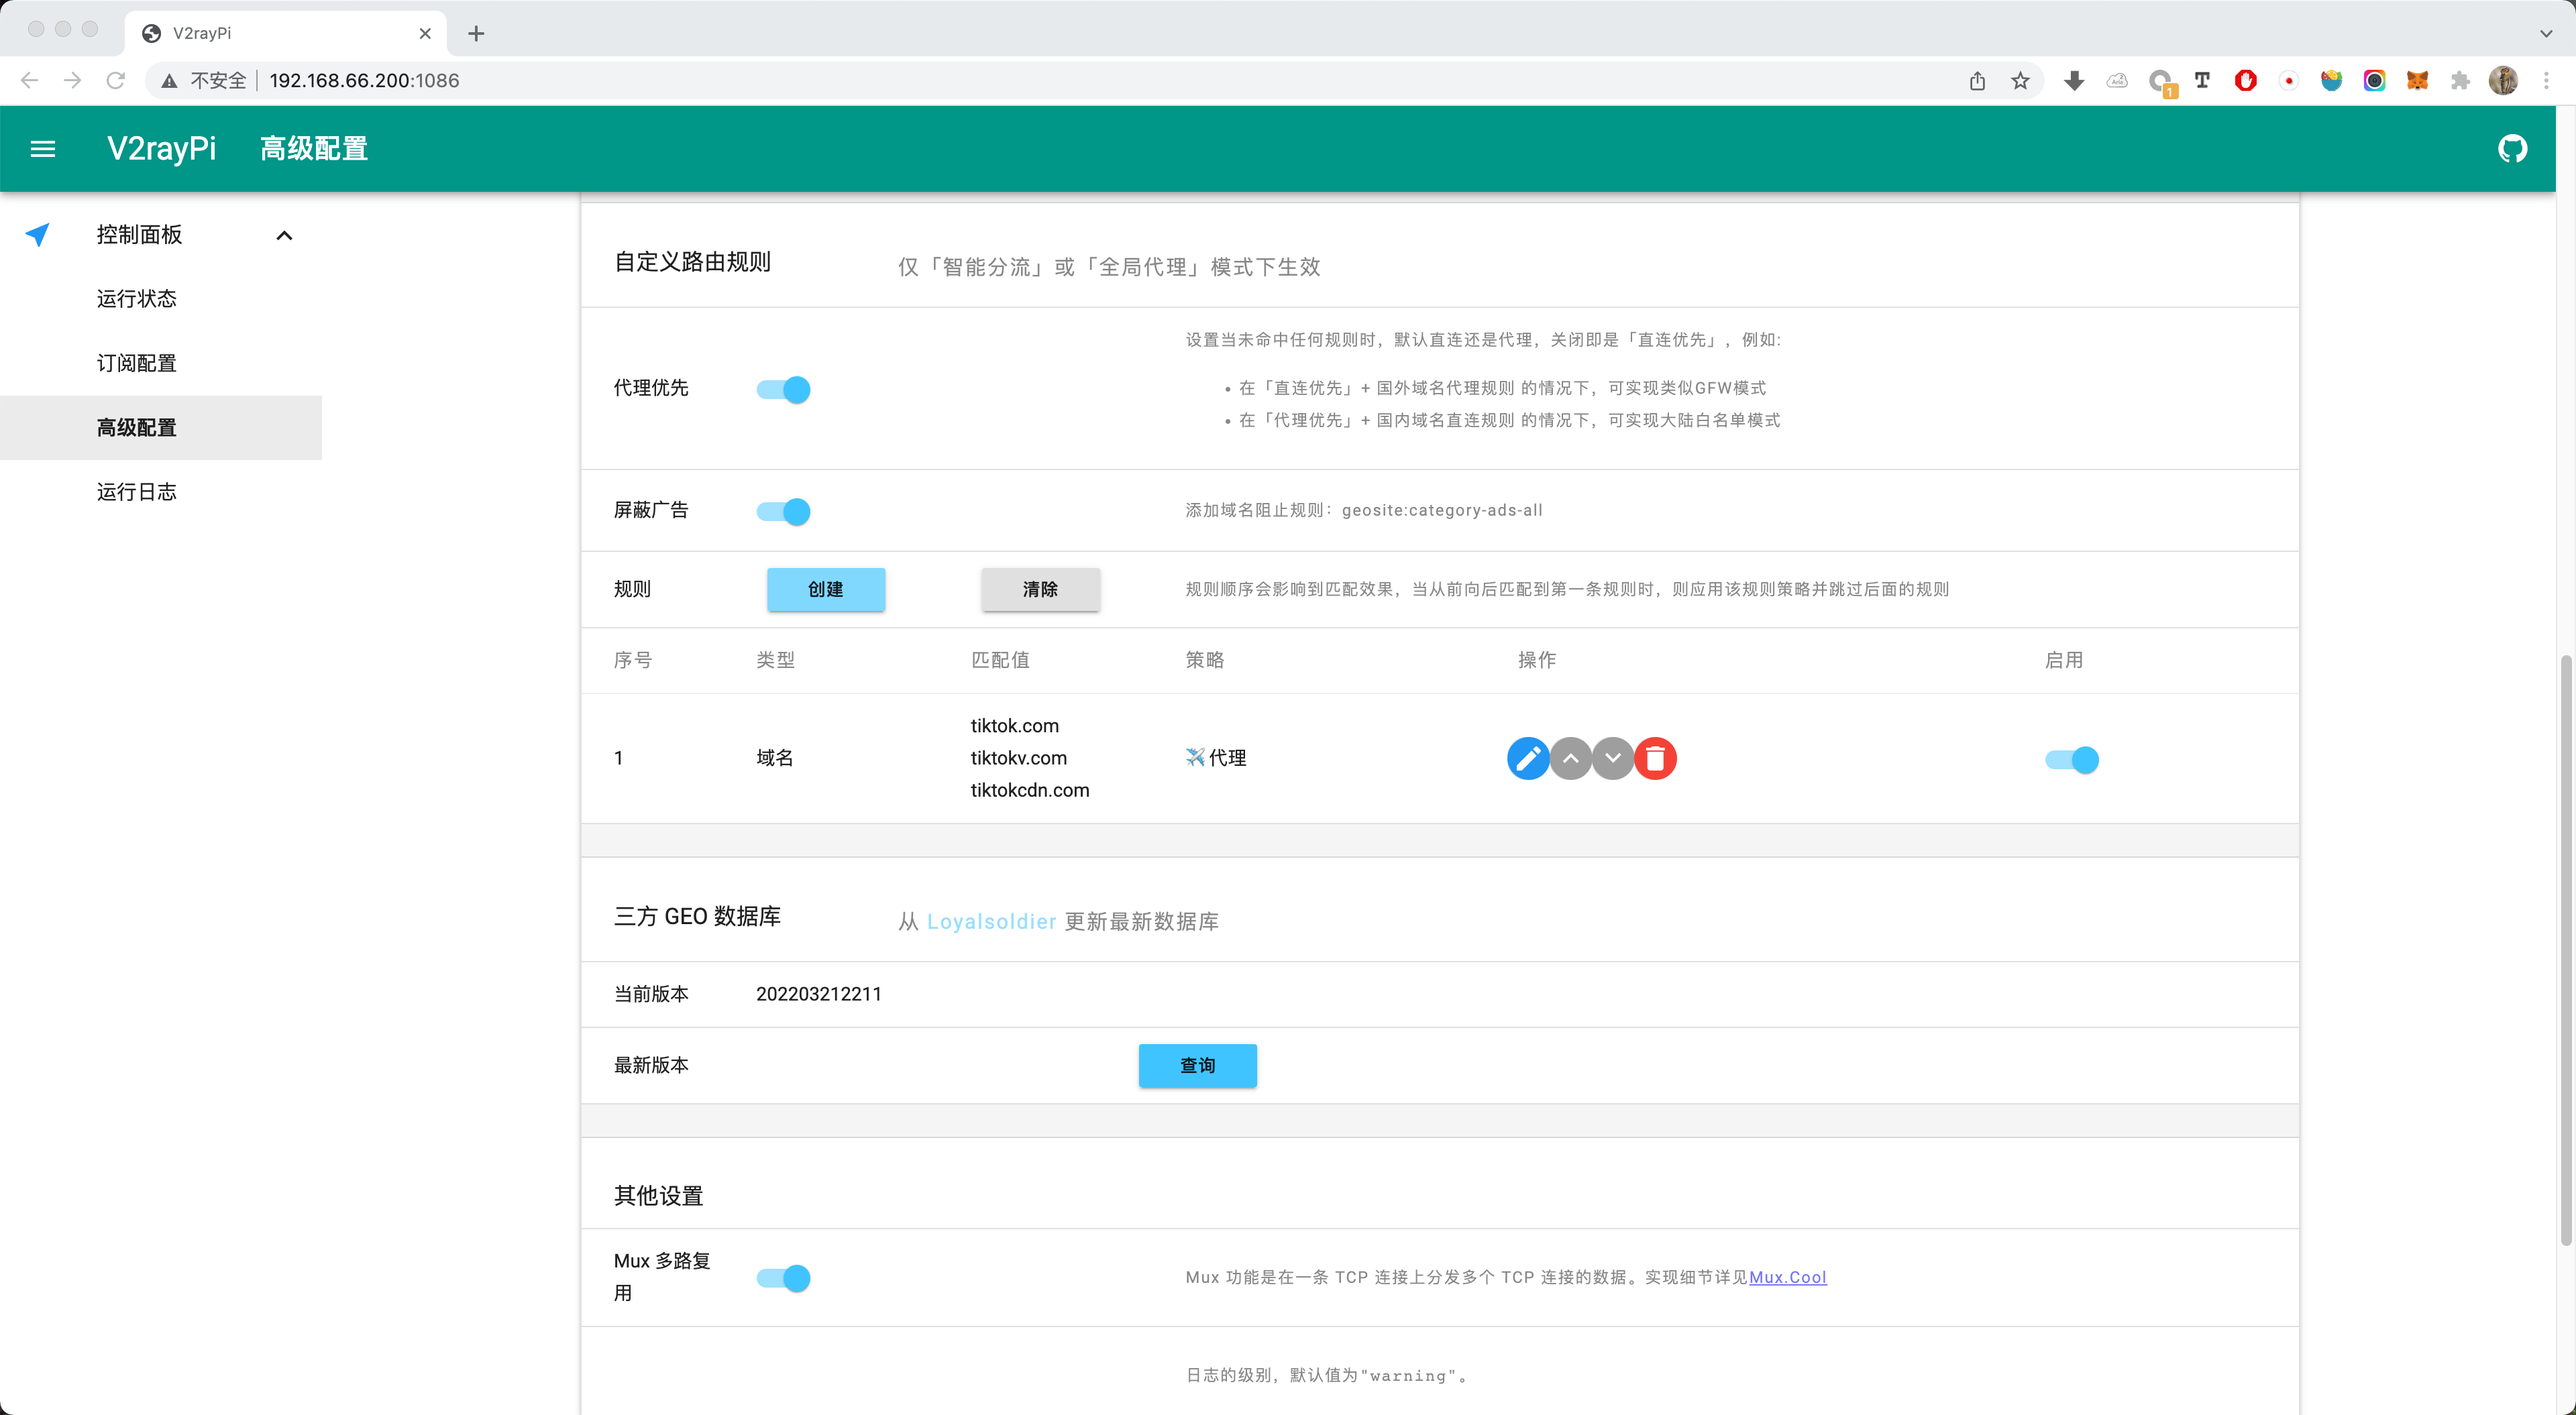 V2rayPi
不安全 192.168.66.200:1086
1
V2rayPi 高级配置
控制面板
运行状态
订阅配置
高级配置
运行日志
自定义路由规则 仅「智能分流」或「全局代理」模式下生效
设置当未命中任何规则时，默认直连还是代理，关闭即是「直连优先」，例如:
代理优先
• 在「直连优先」+ 国外域名代理规则 的情况下，可实现类似GFW模式
• 在「代理优先」+ 国内域名直连规则 的情况下，可实现大陆白名单模式
屏蔽广告 添加域名阻止规则：geosite:category-ads-all
规则 创建 清除 规则顺序会影响到匹配效果，当从前向后匹配到第一条规则时，则应用该规则策略并跳过后面的规则
序号 类型 匹配值 策略 操作 启用
tiktok.com
1 域名 tiktokv.com ✈️代理
tiktokcdn.com
三方 GEO 数据库 从 Loyalsoldier 更新最新数据库
当前版本 202203212211
最新版本 查询
其他设置
Mux 多路复
用
Mux 功能是在一条 TCP 连接上分发多个 TCP 连接的数据。实现细节详见Mux.Cool
日志的级别，默认值为"warning"。